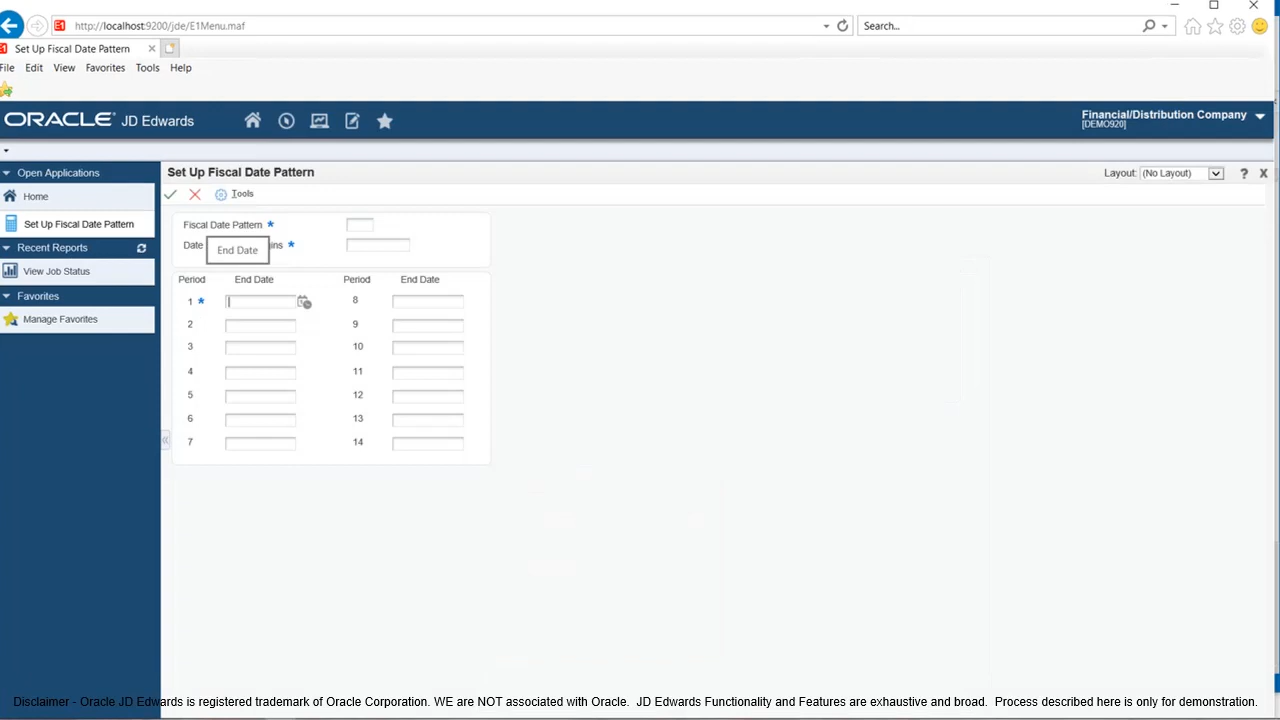 http://localhost:9200/jde/E1Menu.maf
Search...
Set Up Fiscal Date Pattern
File Edit View Favorites Tools Help
ORACLE JD Edwards
Financial/Distribution Company
[DEMO920]
Open Applications
Home
Set Up Fiscal Date Pattern
Recent Reports
View Job Status
Favorites
Manage Favorites
Set Up Fiscal Date Pattern
Layout: (No Layout)
Tools
Fiscal Date Pattern *
Date
ins *
End Date
Period End Date Period End Date
1 * 8
2 9
3 10
4 11
5 12
6 13
7 14
Disclaimer - Oracle JD Edwards is registered trademark of Oracle Corporation. WE are NOT associated with Oracle. JD Edwards Functionality and Features are exhaustive and broad. Process described here is only for demonstration.